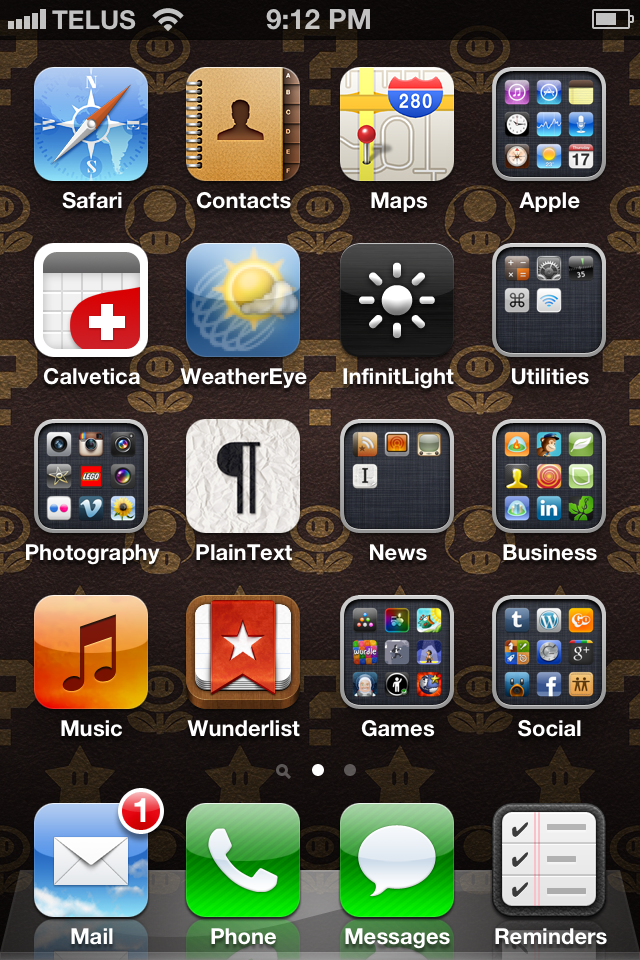 TELUS 9:12 PM
N
S
280
A
B
C
D
E
F
17
Safari Contacts Maps Apple
35
Calvetica WeatherEye InfinitLight Utilities
LEGO
in
Photography PlainText News Business
t
wordle
g+
f
Music Wunderlist Games Social
1
Mail Phone Messages Reminders